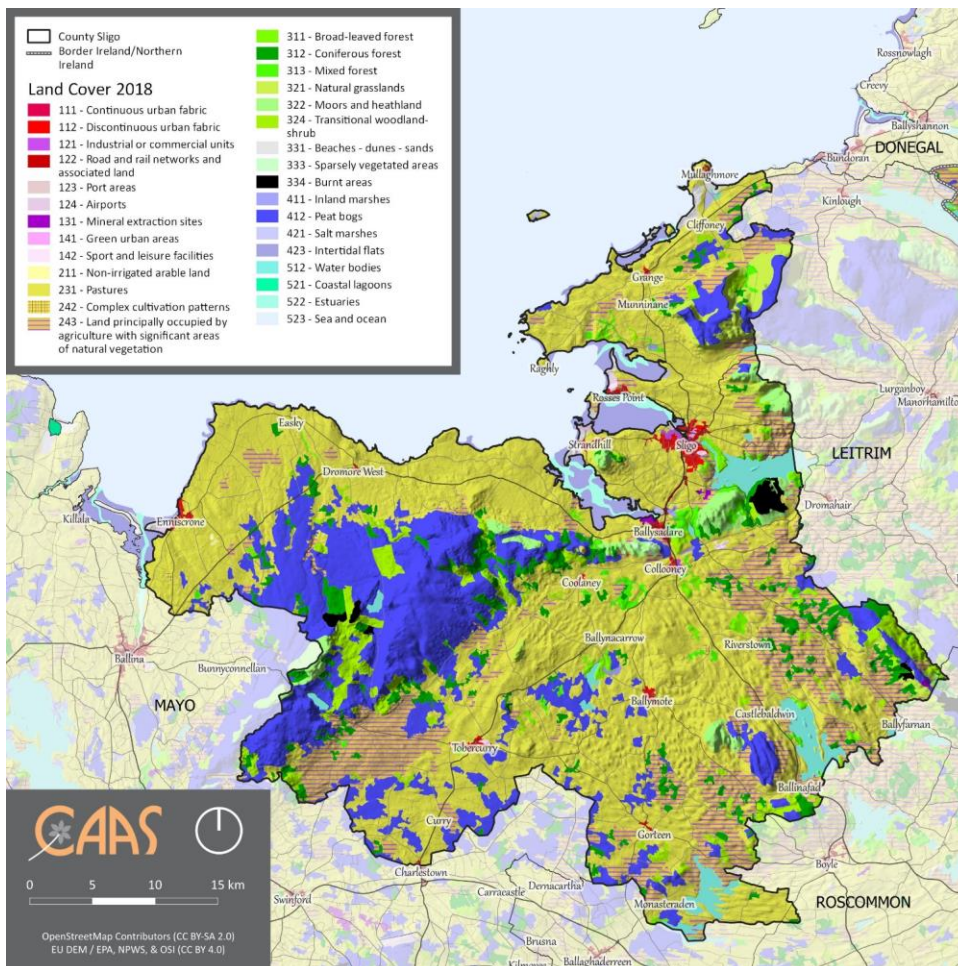 County Sligo
Border Ireland/Northern
Ireland
Land Cover 2018
111 - Continuous urban fabric
112 - Discontinuous urban fabric
121 - Industrial or commercial units
122 - Road and rail networks and
associated land
123 - Port areas
124 - Airports
131 - Mineral extraction sites
141 - Green urban areas
142 - Sport and leisure facilities
211 - Non-irrigated arable land
231 - Pastures
242 - Complex cultivation patterns
243 - Land principally occupied by
agriculture with significant areas
of natural vegetation
311 - Broad-leaved forest
312 - Coniferous forest
313 - Mixed forest
321 - Natural grasslands
322 - Moors and heathland
324 - Transitional woodland-
shrub
331 - Beaches - dunes - sands
333 - Sparsely vegetated areas
334 - Burnt areas
411 - Inland marshes
412 - Peat bogs
421 - Salt marshes
423 - Intertidal flats
512 - Water bodies
521 - Coastal lagoons
522 - Estuaries
523 - Sea and ocean
Rossnowlagh
Creevy
Ballyshannon
DONEGAL
Bundoran
Mullaghmore
Kinlough
Cliffoney
Grange
Munninane
Raghly
Lurganboy
Manorhamilton
Rosses Point
Easky
Strandhill
Sligo
LEITRIM
Dromore West
Killala
Enniscrone
Dromahair
Ballysadare
Collooney
Coolaney
Ballynacarrow
Riverstown
Ballina
Bunnyconnellan
MAYO
Ballymote
Castlebaldwin
Ballyfarnan
Tobercurry
Ballinafad
Curry
Gorteen
Charlestown
Boyle
Swinford
Carracastle
Dernacartha
Monasteraden
ROSCOMMON
Brusna
Ballaghaderreen
CAAS
0 5 10 15 km
OpenStreetMap Contributors (CC BY-SA 2.0)
EU DEM / EPA, NPWS, & OSI (CC BY 4.0)